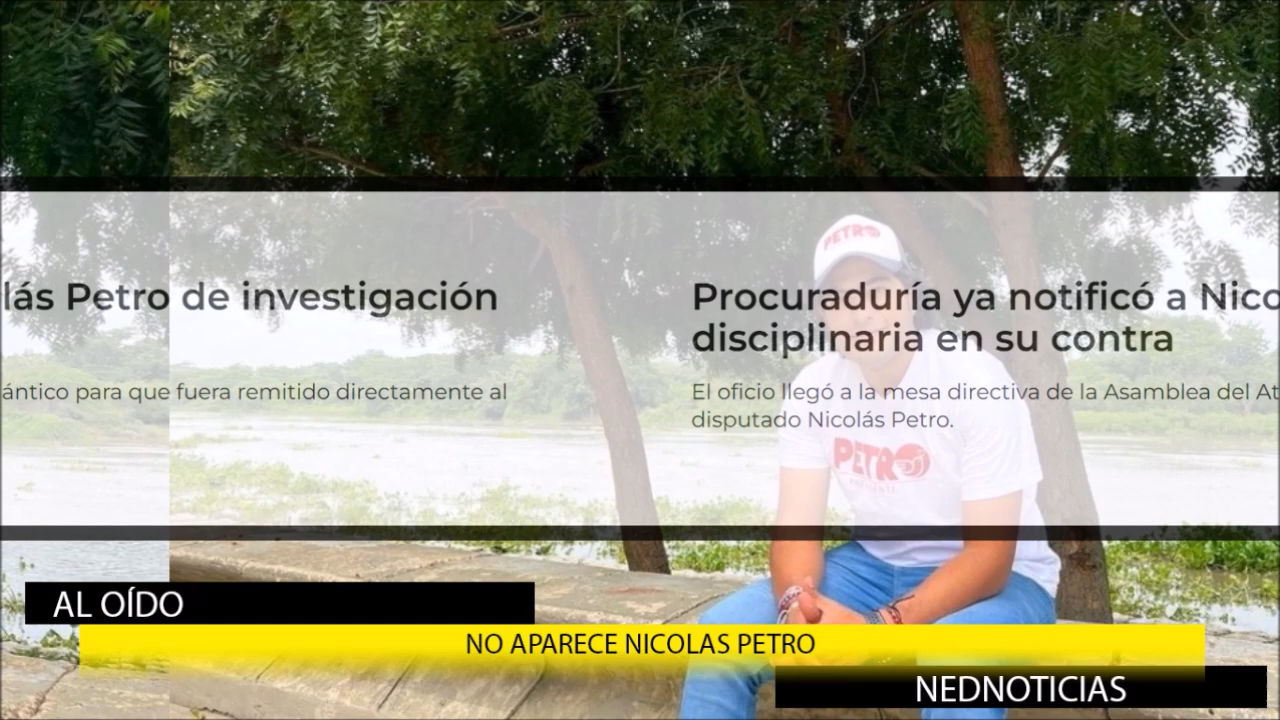 PETRO
lás Petro de investigación
ántico para que fuera remitido directamente al
Procuraduría ya notificó a Nico
disciplinaria en su contra
El oficio llegó a la mesa directiva de la Asamblea del At
disputado Nicolás Petro.
PETRO
AL OÍDO
NO APARECE NICOLAS PETRO
NEDNOTICIAS